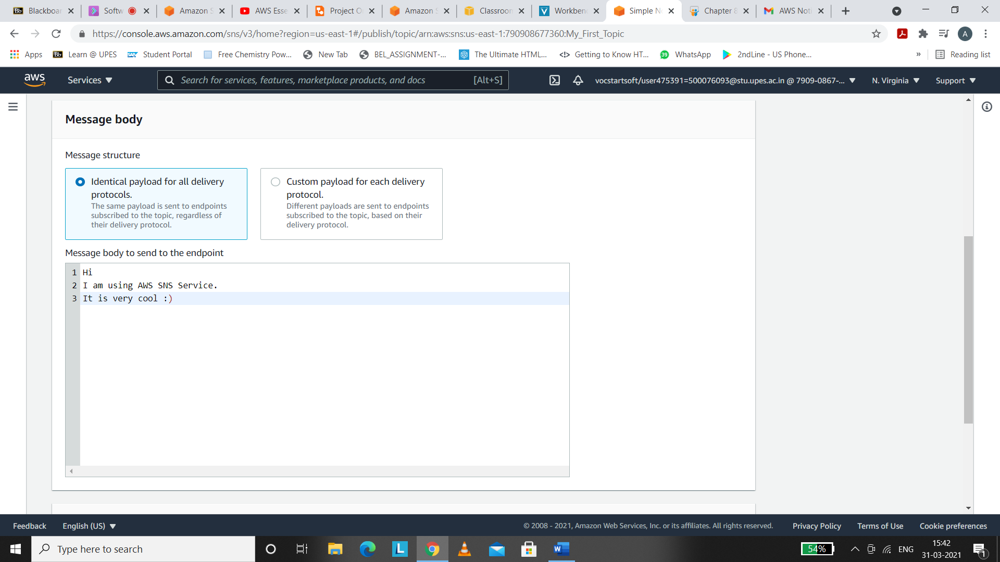 Blackboar
Softw
Amazon S
AWS Esse
Project O
Amazon S
Classroom
Workben
Simple N
Chapter 8
AWS Noti
https://console.aws.amazon.com/sns/v3/home?region=us-east-1#/publish/topic/arn:aws:sns:us-east-1:790908677360:My_First_Topic
A
Apps
Bb Learn @ UPES
SAP Student Portal
Free Chemistry Pow...
New Tab
BEL_ASSIGNMENT-...
The Ultimate HTML...
Getting to Know HT...
39 WhatsApp
2ndLine - US Phone...
»
Reading list
aws
Services
Search for services, features, marketplace products, and docs
[Alt+S]
vocstartsoft/user475391=500076093@stu.upes.ac.in @ 7909-0867-...
N. Virginia
Support
Message body
Message structure
Identical payload for all delivery
protocols.
The same payload is sent to endpoints
subscribed to the topic, regardless of
their delivery protocol.
Custom payload for each delivery
protocol.
Different payloads are sent to endpoints
subscribed to the topic, based on their
delivery protocol.
Message body to send to the endpoint
1 Hi
2 I am using AWS SNS Service.
3 It is very cool :)
Feedback
English (US)
© 2008 - 2021, Amazon Web Services, Inc. or its affiliates. All rights reserved.
Privacy Policy
Terms of Use
Cookie preferences
Type here to search
L
W
54%
ENG
15:42
31-03-2021
1